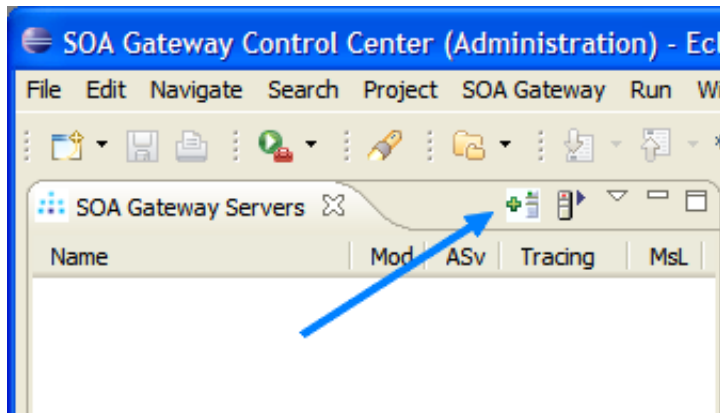 SOA Gateway Control Center (Administration) - Ecl
File Edit Navigate Search Project SOA Gateway Run Wi
SOA Gateway Servers
Name Mod ASv Tracing MsL